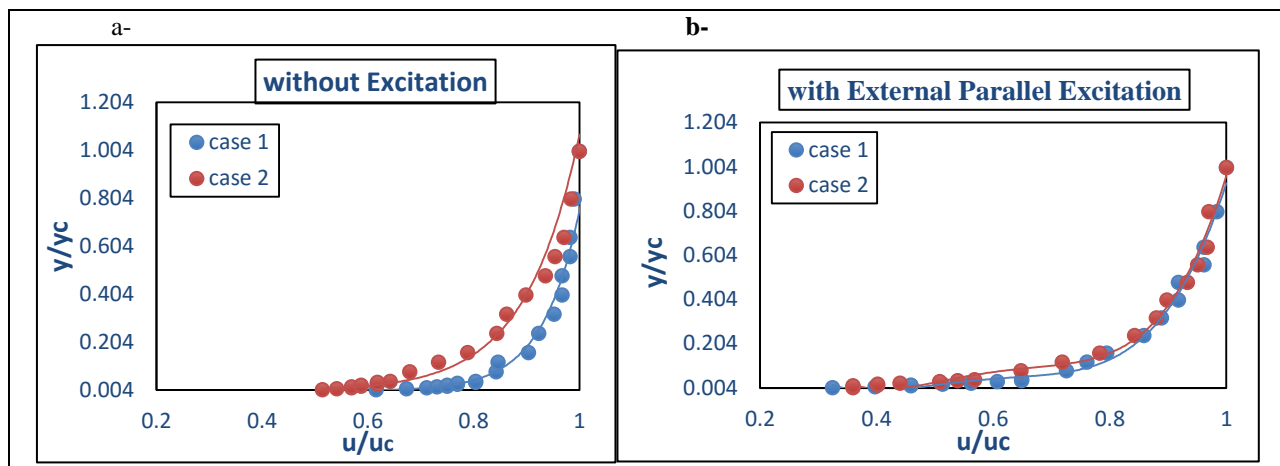 a-
without Excitation
1.204
1.004
0.804
0.604
0.404
0.204
0.004
y/yc
case 1
case 2
0.2
0.4
0.6
0.8
1
u/uc
b-
with External Parallel Excitation
1.204
1.004
0.804
0.604
0.404
0.204
0.004
y/yc
case 1
case 2
0.2
0.4
0.6
0.8
1
u/uc